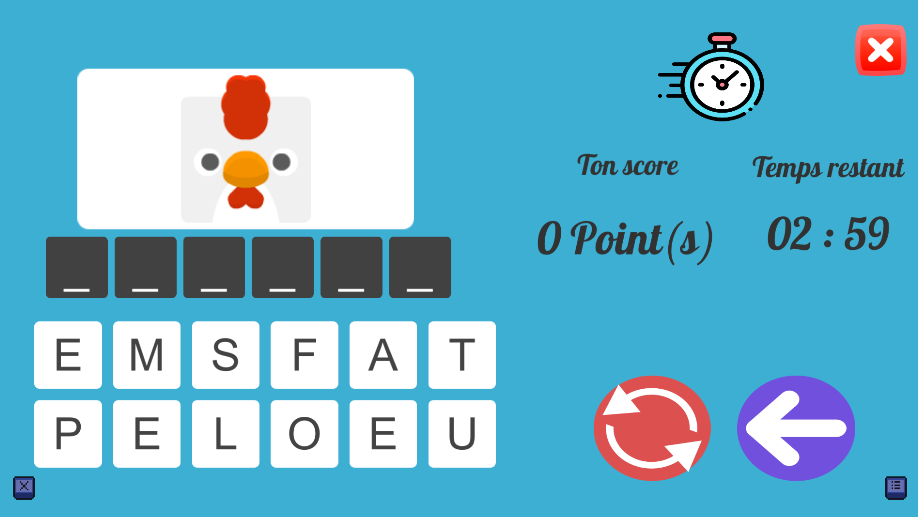 Ton score
Temps restant
0 Point(s)
02 : 59
_ _ _ _ _ _
E M S F A T
P E L O E U